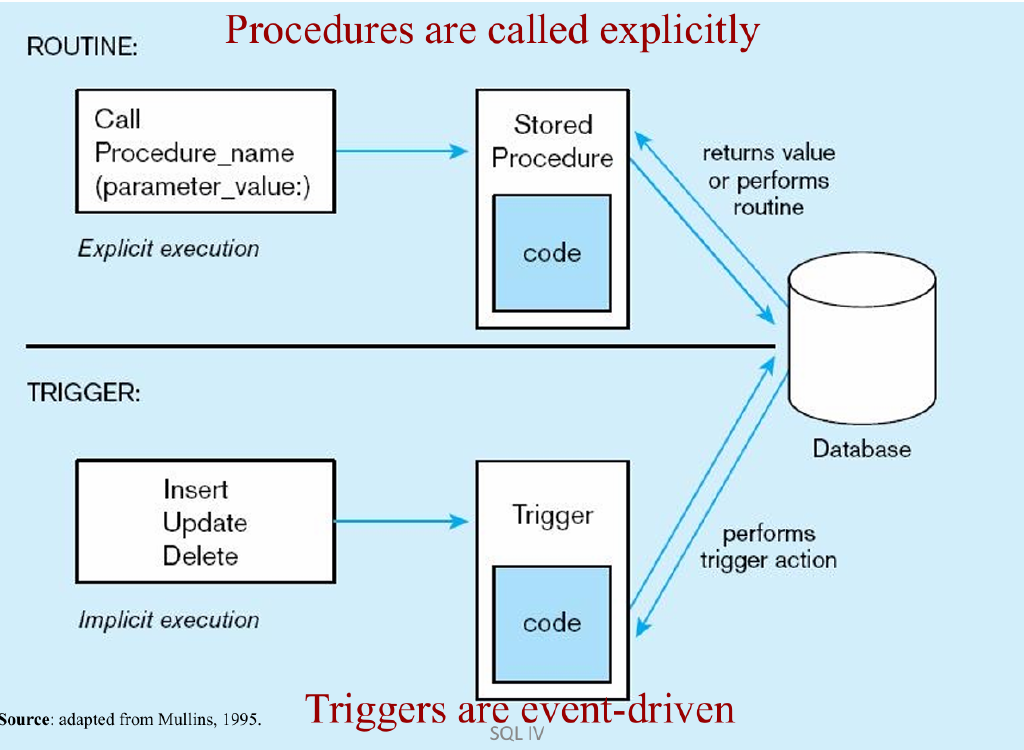 Procedures are called explicitly
ROUTINE:
Call
Procedure_name
(parameter_value:)
Explicit execution
Stored
Procedure
code
returns value
or performs
routine
Database
TRIGGER:
Insert
Update
Delete
Implicit execution
Trigger
code
performs
trigger action
Source: adapted from Mullins, 1995.
Triggers are event-driven
SQL IV